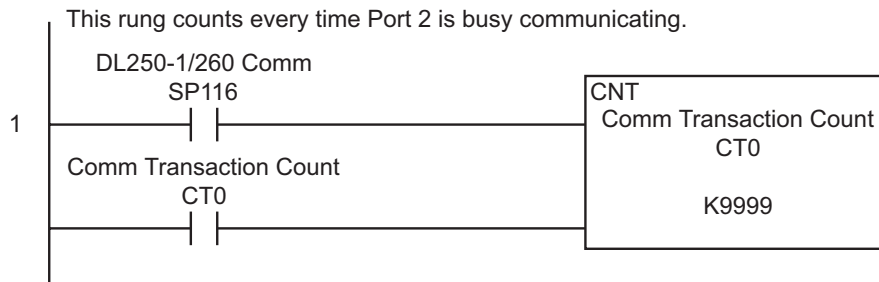 This rung counts every time Port 2 is busy communicating.
DL250-1/260 Comm
SP116
CNT
Comm Transaction Count
CT0
K9999
1
Comm Transaction Count
CT0